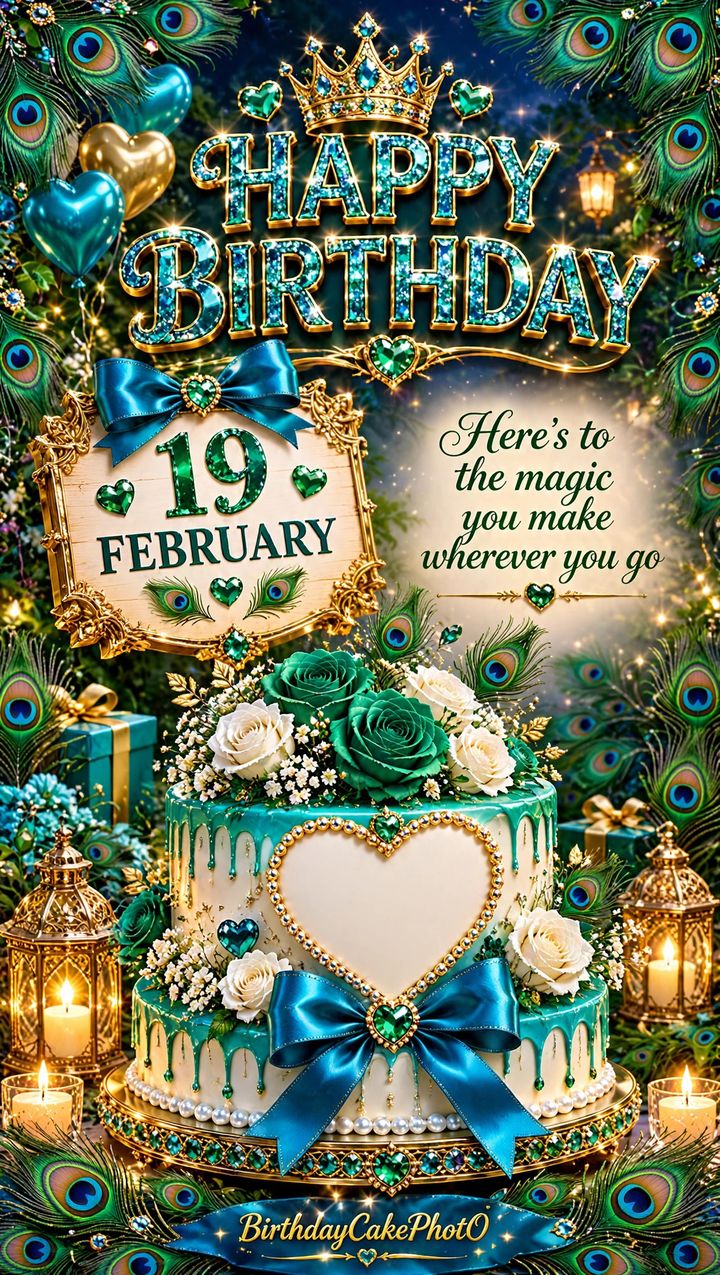 HAPPY
BIRTHDAY
19
FEBRUARY
Here's to
the magic
you make
wherever you go
BirthdayCakePhotO